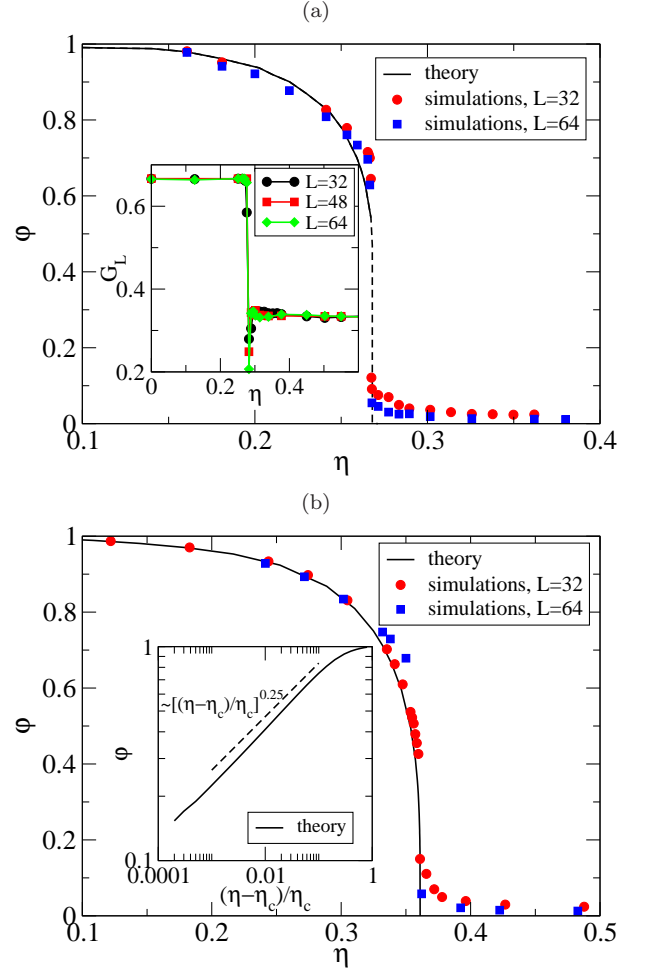 (a)
1
0.8
0.6
0.4
0.2
0
φ
theory
simulations, L=32
simulations, L=64
0.6
0.4
0.2
G_L
L=32
L=48
L=64
0 0.2 0.4
η
0.1 0.2 0.3 0.4
η
(b)
1
0.8
0.6
0.4
0.2
0
φ
theory
simulations, L=32
simulations, L=64
1
0.1
φ
~[(η−η_c)/η_c]^0.25
theory
0.0001 0.01 1
(η−η_c)/η_c
0.1 0.2 0.3 0.4 0.5
η